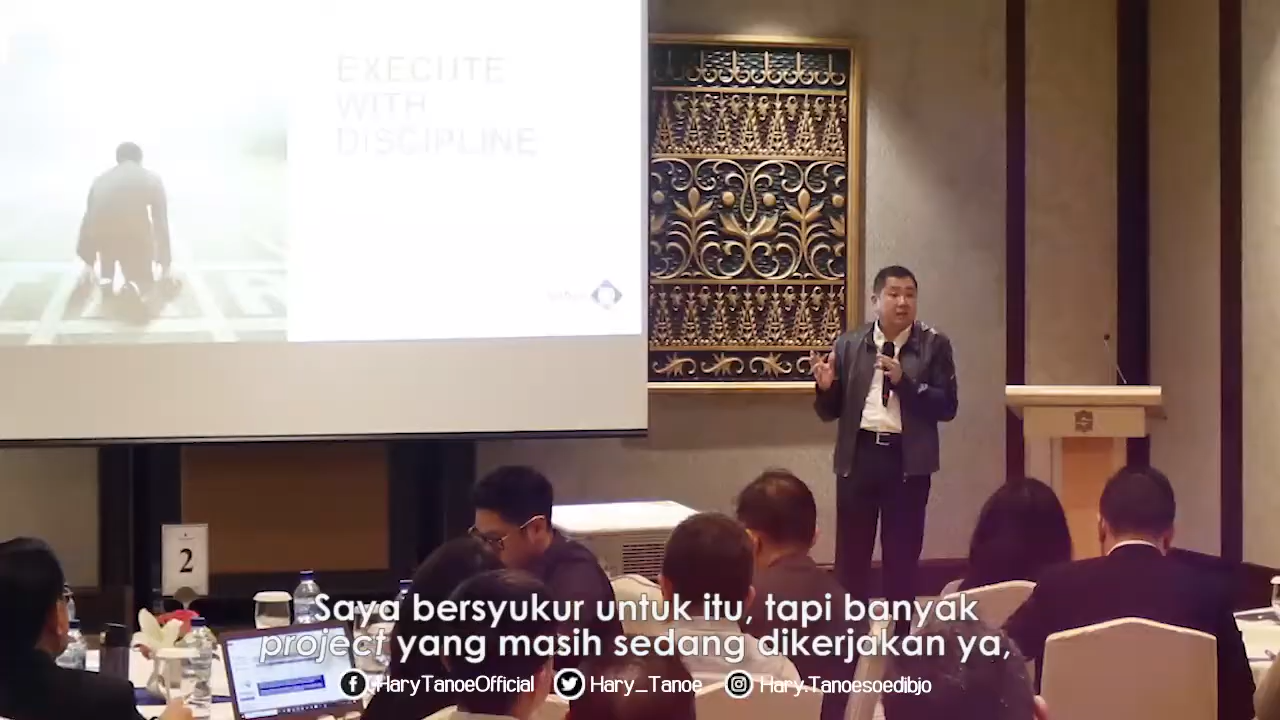 EXECUTE
WITH
DISCIPLINE
2
Saya bersyukur untuk itu, tapi banyak
project yang masih sedang dikerjakan ya,
HaryTanoeOfficial
Hary_Tanoe
Hary.Tanoesoedibjo